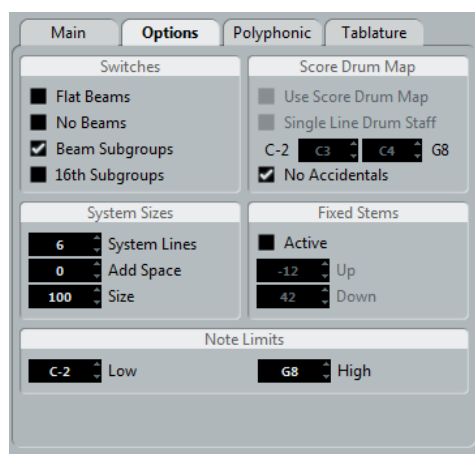 Main Options Polyphonic Tablature
Switches
Flat Beams
No Beams
Beam Subgroups
16th Subgroups
Score Drum Map
Use Score Drum Map
Single Line Drum Staff
C-2 C3 C4 G8
No Accidentals
System Sizes
6 System Lines
0 Add Space
100 Size
Fixed Stems
Active
-12 Up
42 Down
Note Limits
C-2 Low G8 High